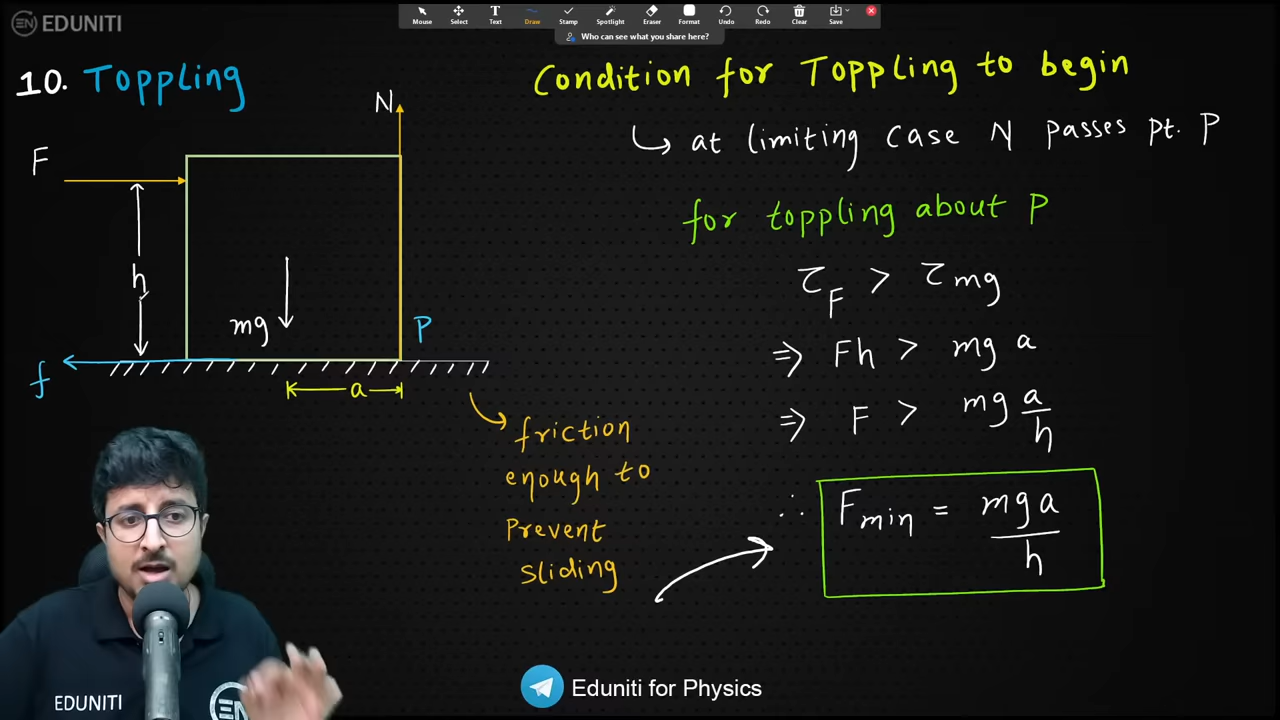 EN EDUNITI
Mouse Select Text Draw Stamp Spotlight Eraser Format Undo Redo Clear Save
Who can see what you share here?
10. Toppling
Condition for Toppling to begin
↳ at limiting case N passes pt. P
for toppling about P
τF > τmg
⇒ Fh > mg a
⇒ F > mg a/h
∴ Fmin = mga/h
N
F
h
mg
P
f
a
friction
enough to
prevent
sliding
EDUNITI
EN
Eduniti for Physics